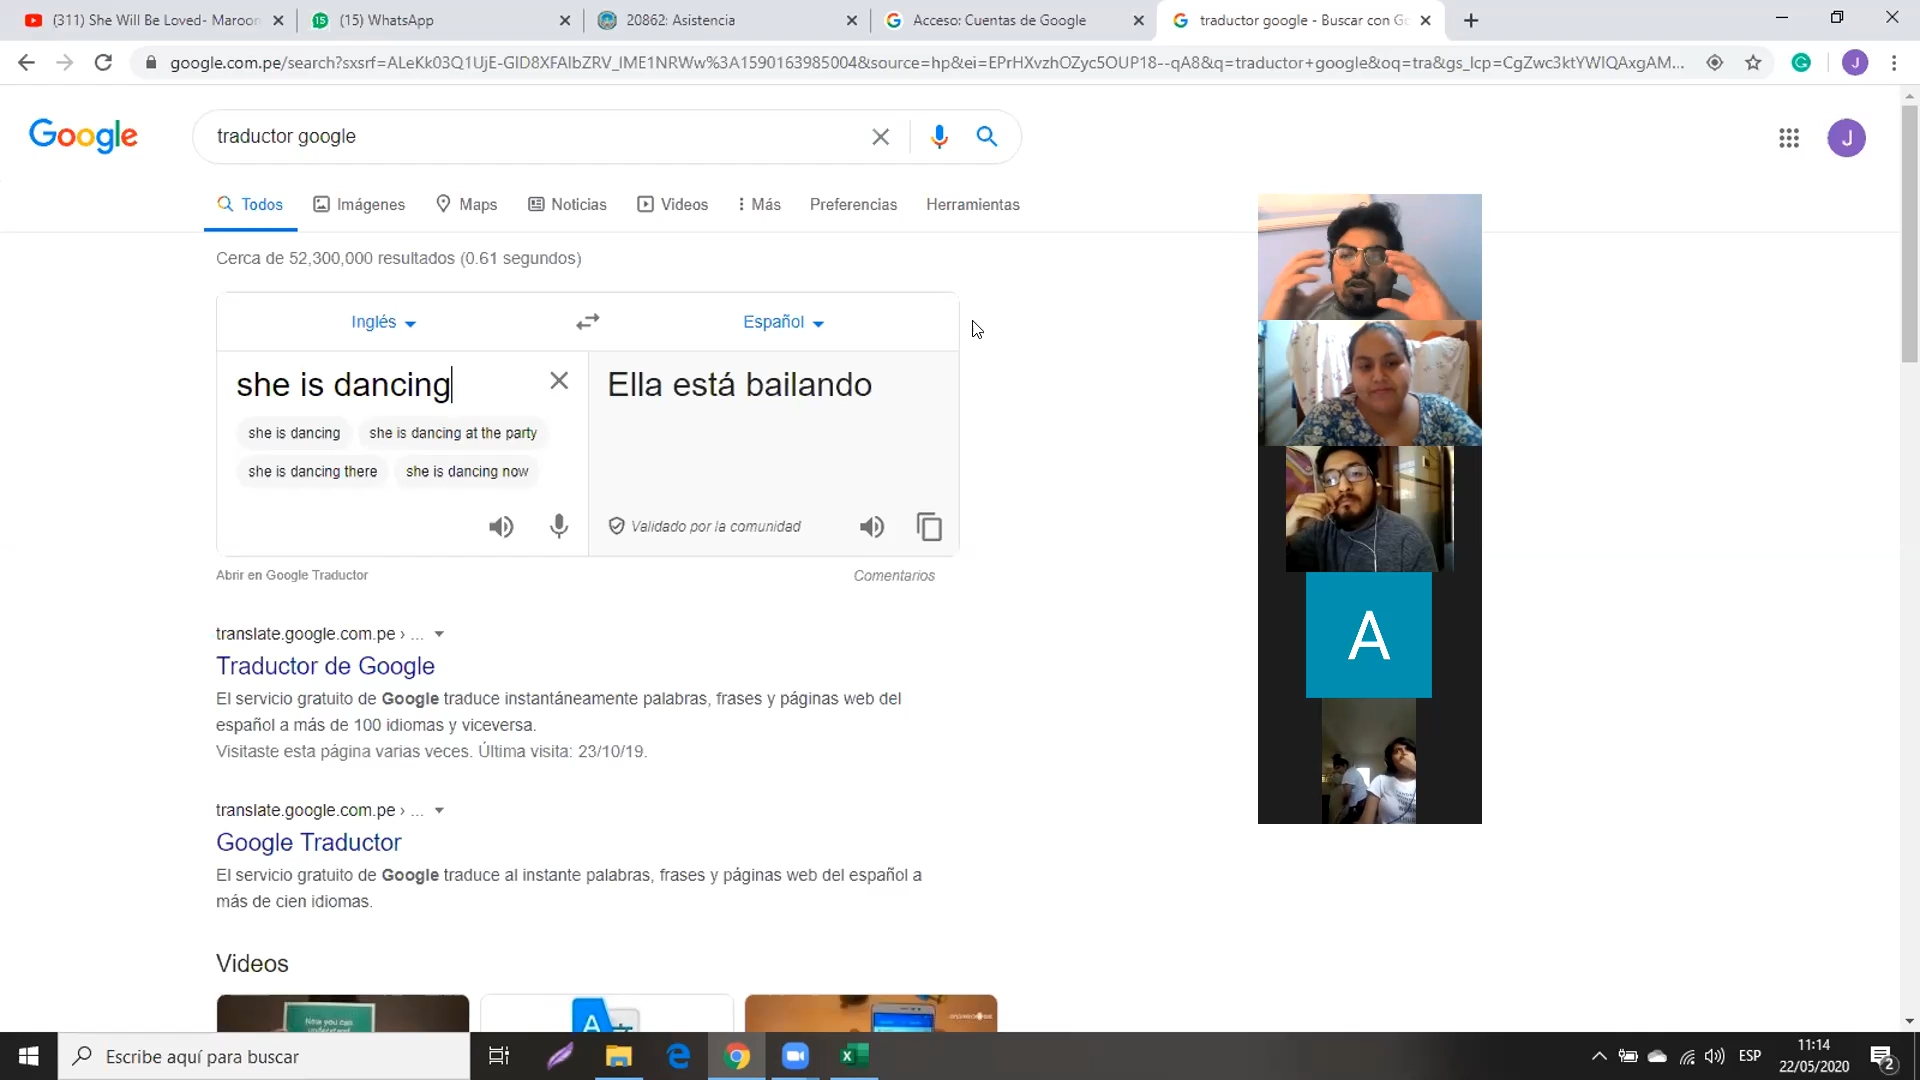 (311) She Will Be Loved- Maroon
(15) WhatsApp
20862: Asistencia
Acceso: Cuentas de Google
traductor google - Buscar con Go
google.com.pe/search?sxsrf=ALeKk03Q1UjE-GID8XFAlbZRV_IME1NRWw%3A1590163985004&source=hp&ei=EPrHXvzhOZyc5OUP18--qA8&q=traductor+google&oq=tra&gs_lcp=CgZwc3ktYWIQAxgAM...
J
Google
traductor google
J
Todos
Imágenes
Maps
Noticias
Videos
Más
Preferencias
Herramientas
Cerca de 52,300,000 resultados (0.61 segundos)
Inglés
Español
she is dancing
Ella está bailando
she is dancing
she is dancing at the party
she is dancing there
she is dancing now
Validado por la comunidad
Abrir en Google Traductor
Comentarios
translate.google.com.pe › ...
Traductor de Google
El servicio gratuito de Google traduce instantáneamente palabras, frases y páginas web del
español a más de 100 idiomas y viceversa.
Visitaste esta página varias veces. Última visita: 23/10/19.
translate.google.com.pe › ...
Google Traductor
El servicio gratuito de Google traduce al instante palabras, frases y páginas web del español a
más de cien idiomas.
Videos
Now you can
understand
A
A
Escribe aquí para buscar
ESP
11:14
22/05/2020
2